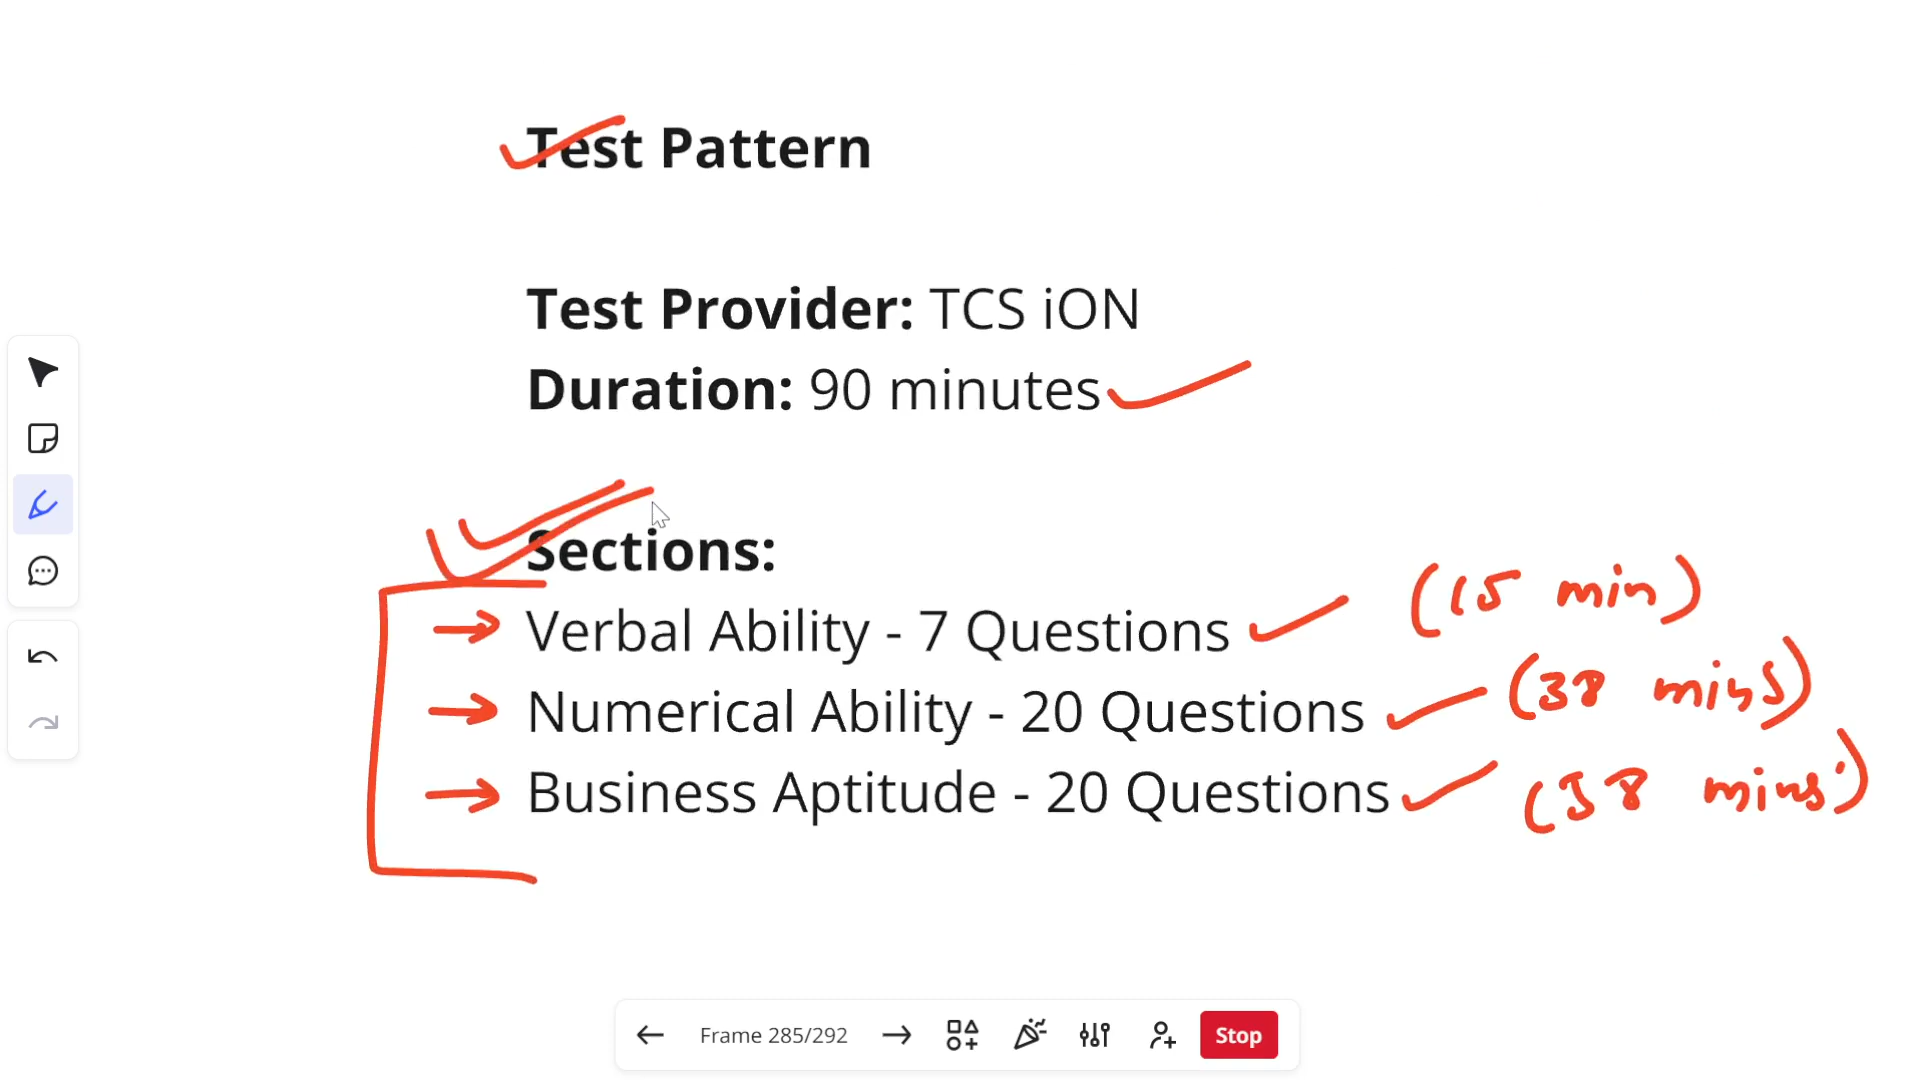 Test Pattern
Test Provider: TCS iON
Duration: 90 minutes
Sections:
Verbal Ability - 7 Questions (15 min)
Numerical Ability - 20 Questions (38 mins)
Business Aptitude - 20 Questions (38 mins)
Frame 285/292
Stop